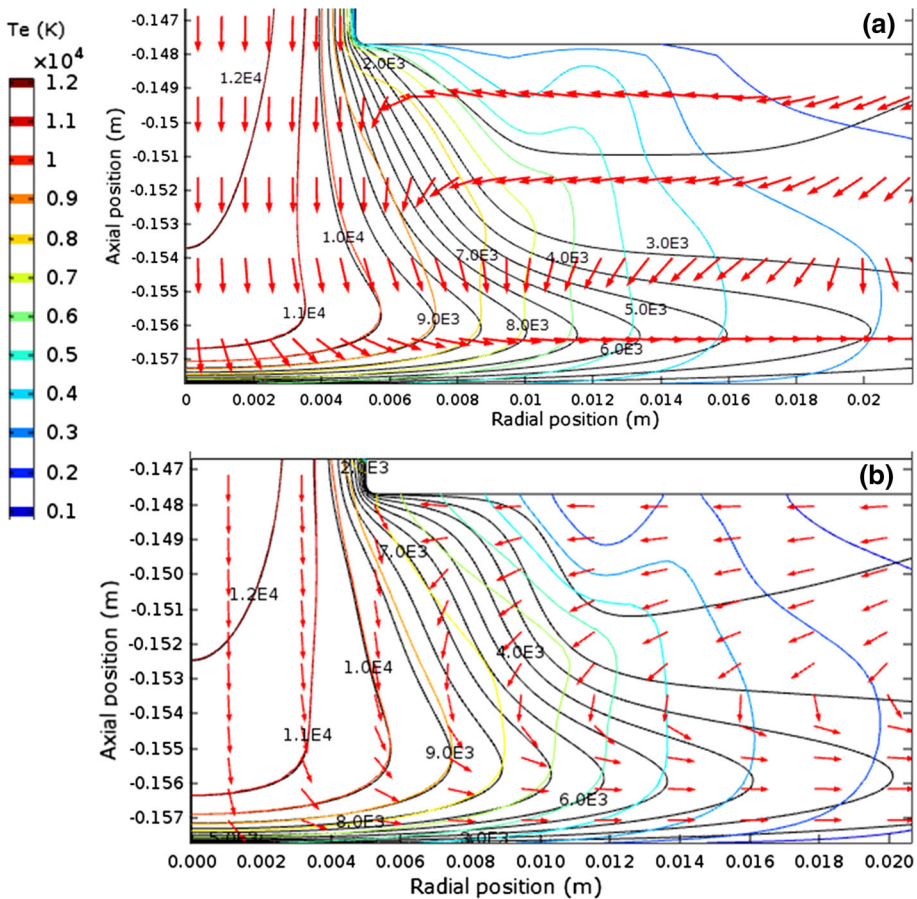 Te (K)
×10⁴
1.2
1.1
1
0.9
0.8
0.7
0.6
0.5
0.4
0.3
0.2
0.1
(a)
Axial position (m)
-0.147
-0.148
-0.149
-0.15
-0.151
-0.152
-0.153
-0.154
-0.155
-0.156
-0.157
2.0E3
1.2E4
1.0E4
3.0E3
7.0E3
4.0E3
1.1E4
9.0E3
8.0E3
5.0E3
6.0E3
0 0.002 0.004 0.006 0.008 0.01 0.012 0.014 0.016 0.018 0.02
Radial position (m)
(b)
Axial position (m)
-0.147
-0.148
-0.149
-0.150
-0.151
-0.152
-0.153
-0.154
-0.155
-0.156
-0.157
2.0E3
7.0E3
1.2E4
4.0E3
1.0E4
1.1E4
9.0E3
6.0E3
8.0E3
0.000 0.002 0.004 0.006 0.008 0.010 0.012 0.014 0.016 0.018 0.020
Radial position (m)